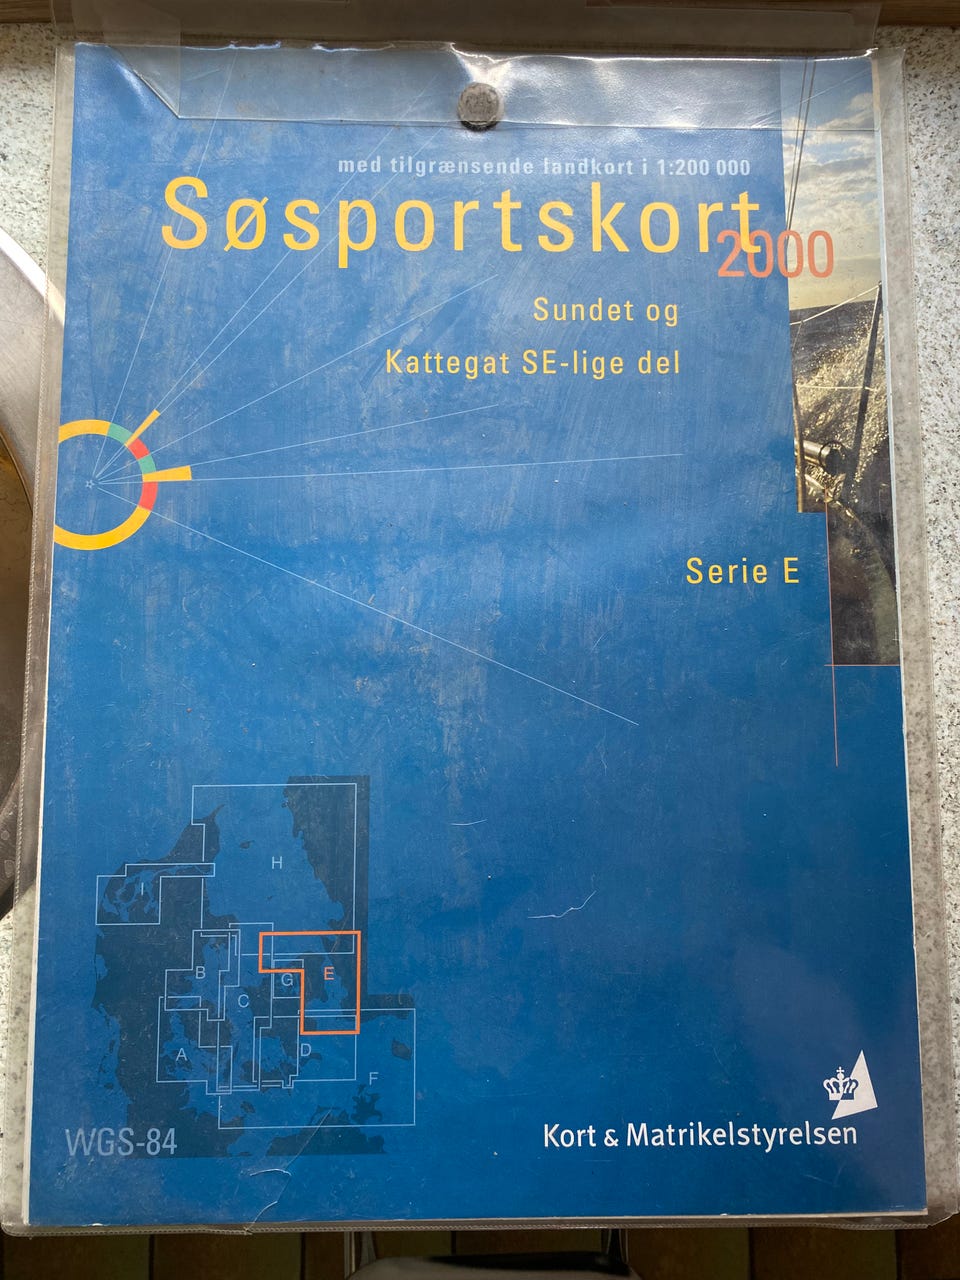 med tilgrænsende landkort i 1:200 000
Søsportskort
2000
Sundet og
Kattegat SE-lige del
Serie E
H
I
B
G
E
C
A
D
F
WGS-84
Kort & Matrikelstyrelsen